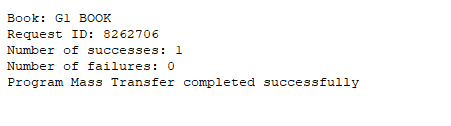 Book: G1 BOOK
Request ID: 8262706
Number of successes: 1
Number of failures: 0
Program Mass Transfer completed successfully